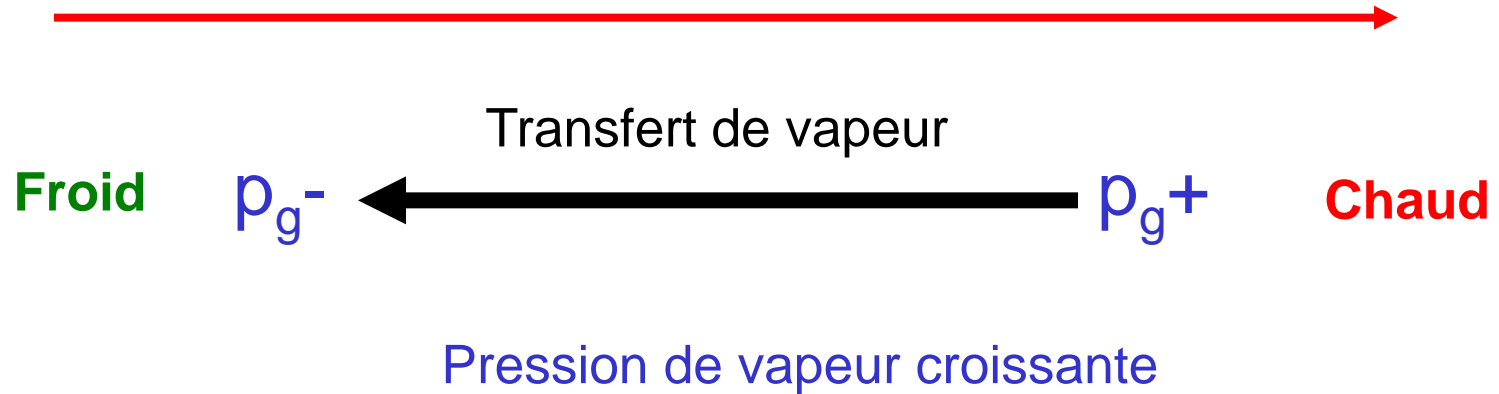 Transfert de vapeur
Froid pg- pg+ Chaud
Pression de vapeur croissante